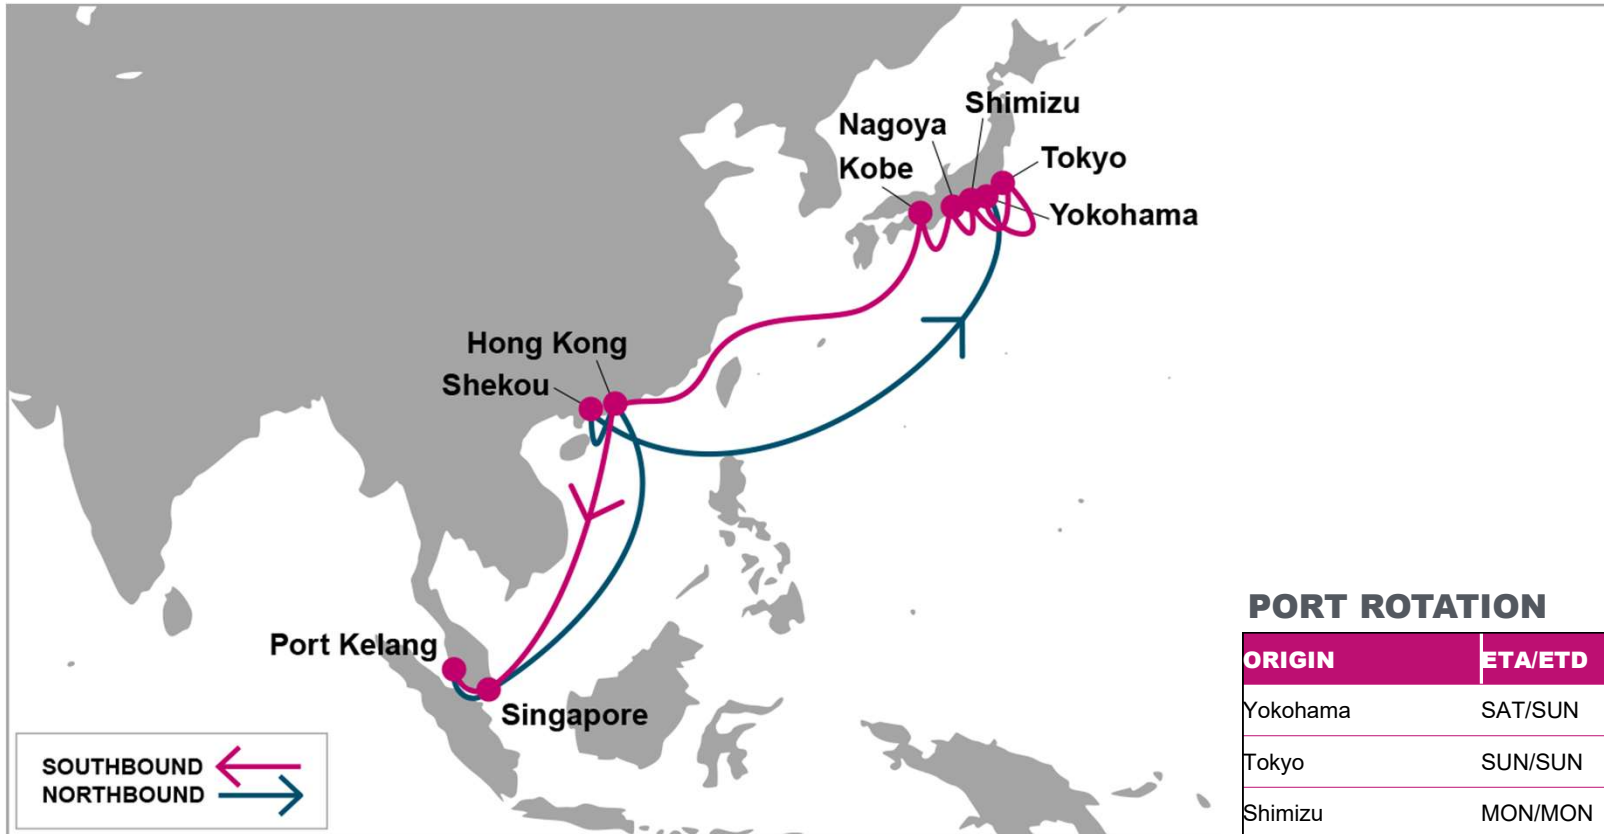 Shimizu
Nagoya
Kobe
Tokyo
Yokohama
Hong Kong
Shekou
Port Kelang
Singapore
SOUTHBOUND
NORTHBOUND
PORT ROTATION
ORIGIN ETA/ETD
Yokohama SAT/SUN
Tokyo SUN/SUN
Shimizu MON/MON